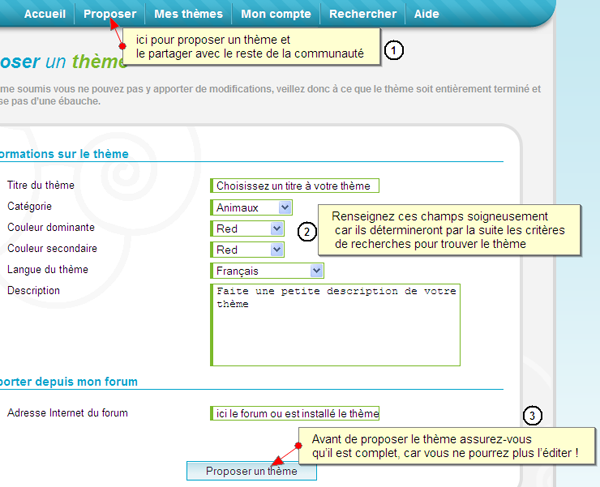 Accueil Proposer Mes thèmes Mon compte Rechercher Aide
ici pour proposer un thème et
le partager avec le reste de la communauté
1
oser un thème
me soumis vous ne pouvez pas y apporter de modifications, veillez donc à ce que le thème soit entièrement terminé et
se pas d'une ébauche.
ormations sur le thème
Titre du thème Choisissez un titre à votre thème
Catégorie Animaux
Couleur dominante Red
Couleur secondaire Red
2
Renseignez ces champs soigneusement
car ils détermineront par la suite les critères
de recherches pour trouver le thème
Langue du thème Français
Description Faite une petite description de votre
thème
porter depuis mon forum
Adresse Internet du forum ici le forum ou est installé le thème
3
Avant de proposer le thème assurez-vous
qu'il est complet, car vous ne pourrez plus l'éditer !
Proposer un thème